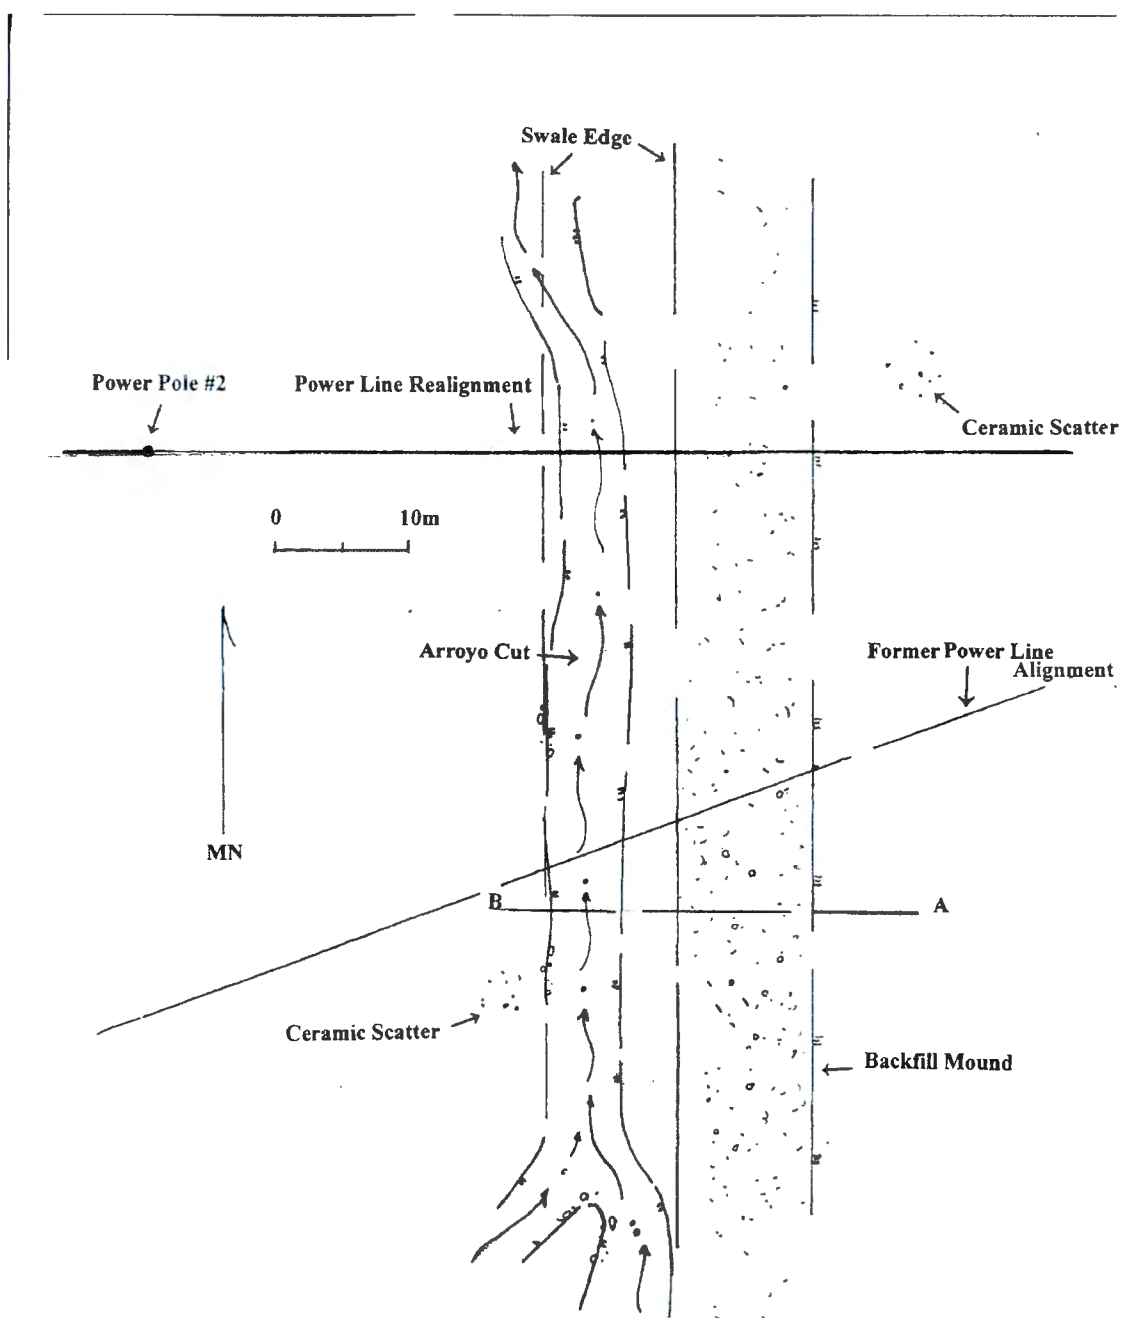 Swale Edge
Power Pole #2
Power Line Realignment
Ceramic Scatter
0 10m
Arroyo Cut
Former Power Line
Alignment
MN
B
A
Ceramic Scatter
Backfill Mound